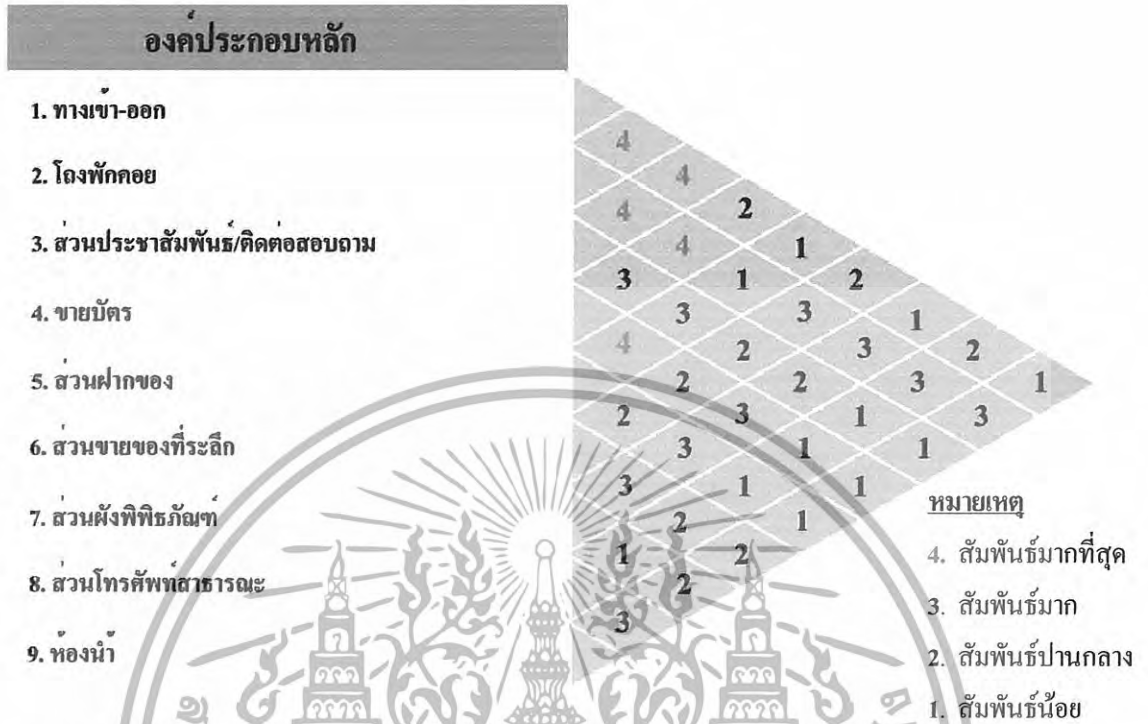 องค์ประกอบหลัก
1. ทางเข้า-ออก
4
2. โถงพักคอย 4
4 2
3. ส่วนประชาสัมพันธ์/ติดต่อสอบถาม 4 1
3 1 2
4. ขายบัตร 3 3 1
4 2 3 2
5. ส่วนฝากของ 2 2 3 1
2 3 1 3
6. ส่วนขายของที่ระลึก 3 1 1
3 1 1
7. ส่วนผังพิพิธภัณฑ์ 2 1
1 2
8. ส่วนโทรศัพท์สาธารณะ 2
3
9. ห้องน้ำ
หมายเหตุ
4. สัมพันธ์มากที่สุด
3. สัมพันธ์มาก
2. สัมพันธ์ปานกลาง
1. สัมพันธ์น้อย